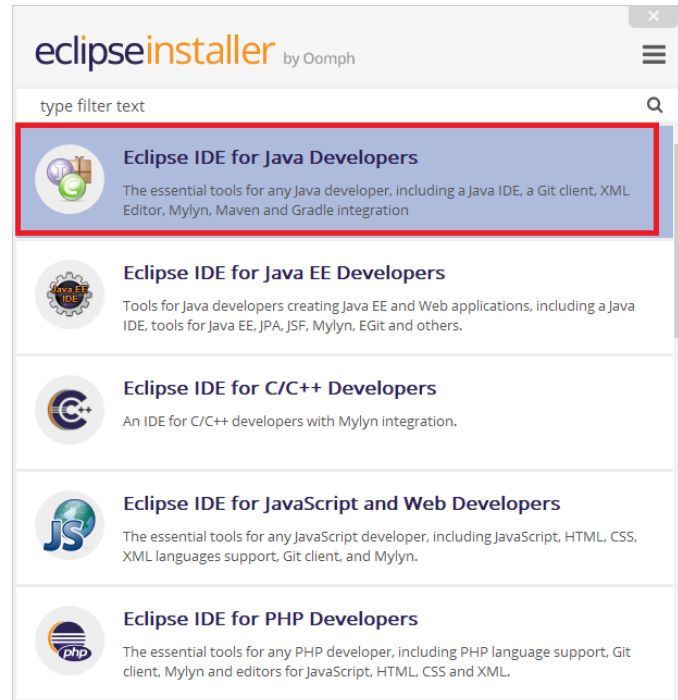 eclipseinstaller by Oomph
type filter text
Eclipse IDE for Java Developers
The essential tools for any Java developer, including a Java IDE, a Git client, XML
Editor, Mylyn, Maven and Gradle integration
Eclipse IDE for Java EE Developers
Java EE
IDE
Tools for Java developers creating Java EE and Web applications, including a Java
IDE, tools for Java EE, JPA, JSF, Mylyn, EGit and others.
Eclipse IDE for C/C++ Developers
C++
An IDE for C/C++ developers with Mylyn integration.
Eclipse IDE for JavaScript and Web Developers
JS
The essential tools for any JavaScript developer, including JavaScript, HTML, CSS,
XML languages support, Git client, and Mylyn.
Eclipse IDE for PHP Developers
php
The essential tools for any PHP developer, including PHP language support, Git
client, Mylyn and editors for JavaScript, HTML, CSS and XML.